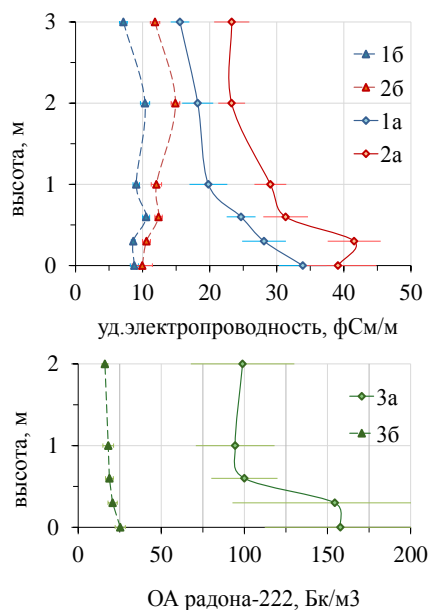 3
2
1
0
высота, м
1б
2б
1а
2а
0 10 20 30 40 50
уд.электропроводность, фСм/м
2
1
0
высота, м
3а
3б
0 50 100 150 200
ОА радона-222, Бк/м3